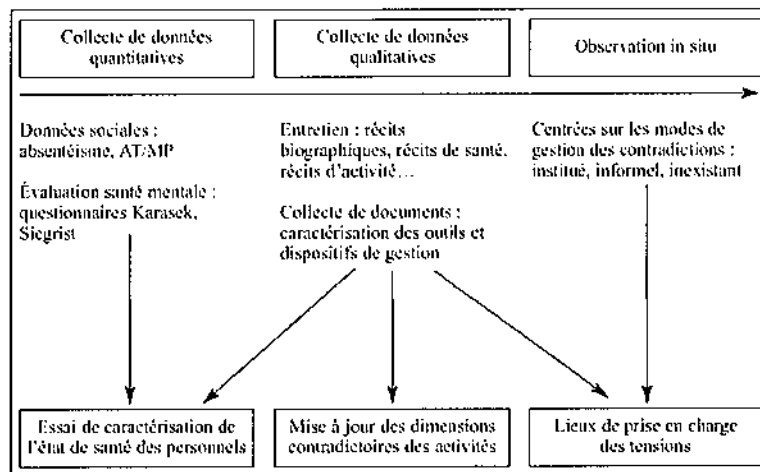 Collecte de données
quantitatives
Collecte de données
qualitatives
Observation in situ
Données sociales :
absentéisme, AT/MP
Évaluation santé mentale :
questionnaires Karasek,
Siegrist
Entretien : récits
biographiques, récits de santé,
récits d'activité…
Collecte de documents :
caractérisation des outils et
dispositifs de gestion
Centrées sur les modes de
gestion des contradictions :
institué, informel, inexistant
Essai de caractérisation de
l'état de santé des personnels
Mise à jour des dimensions
contradictoires des activités
Lieux de prise en charge
des tensions